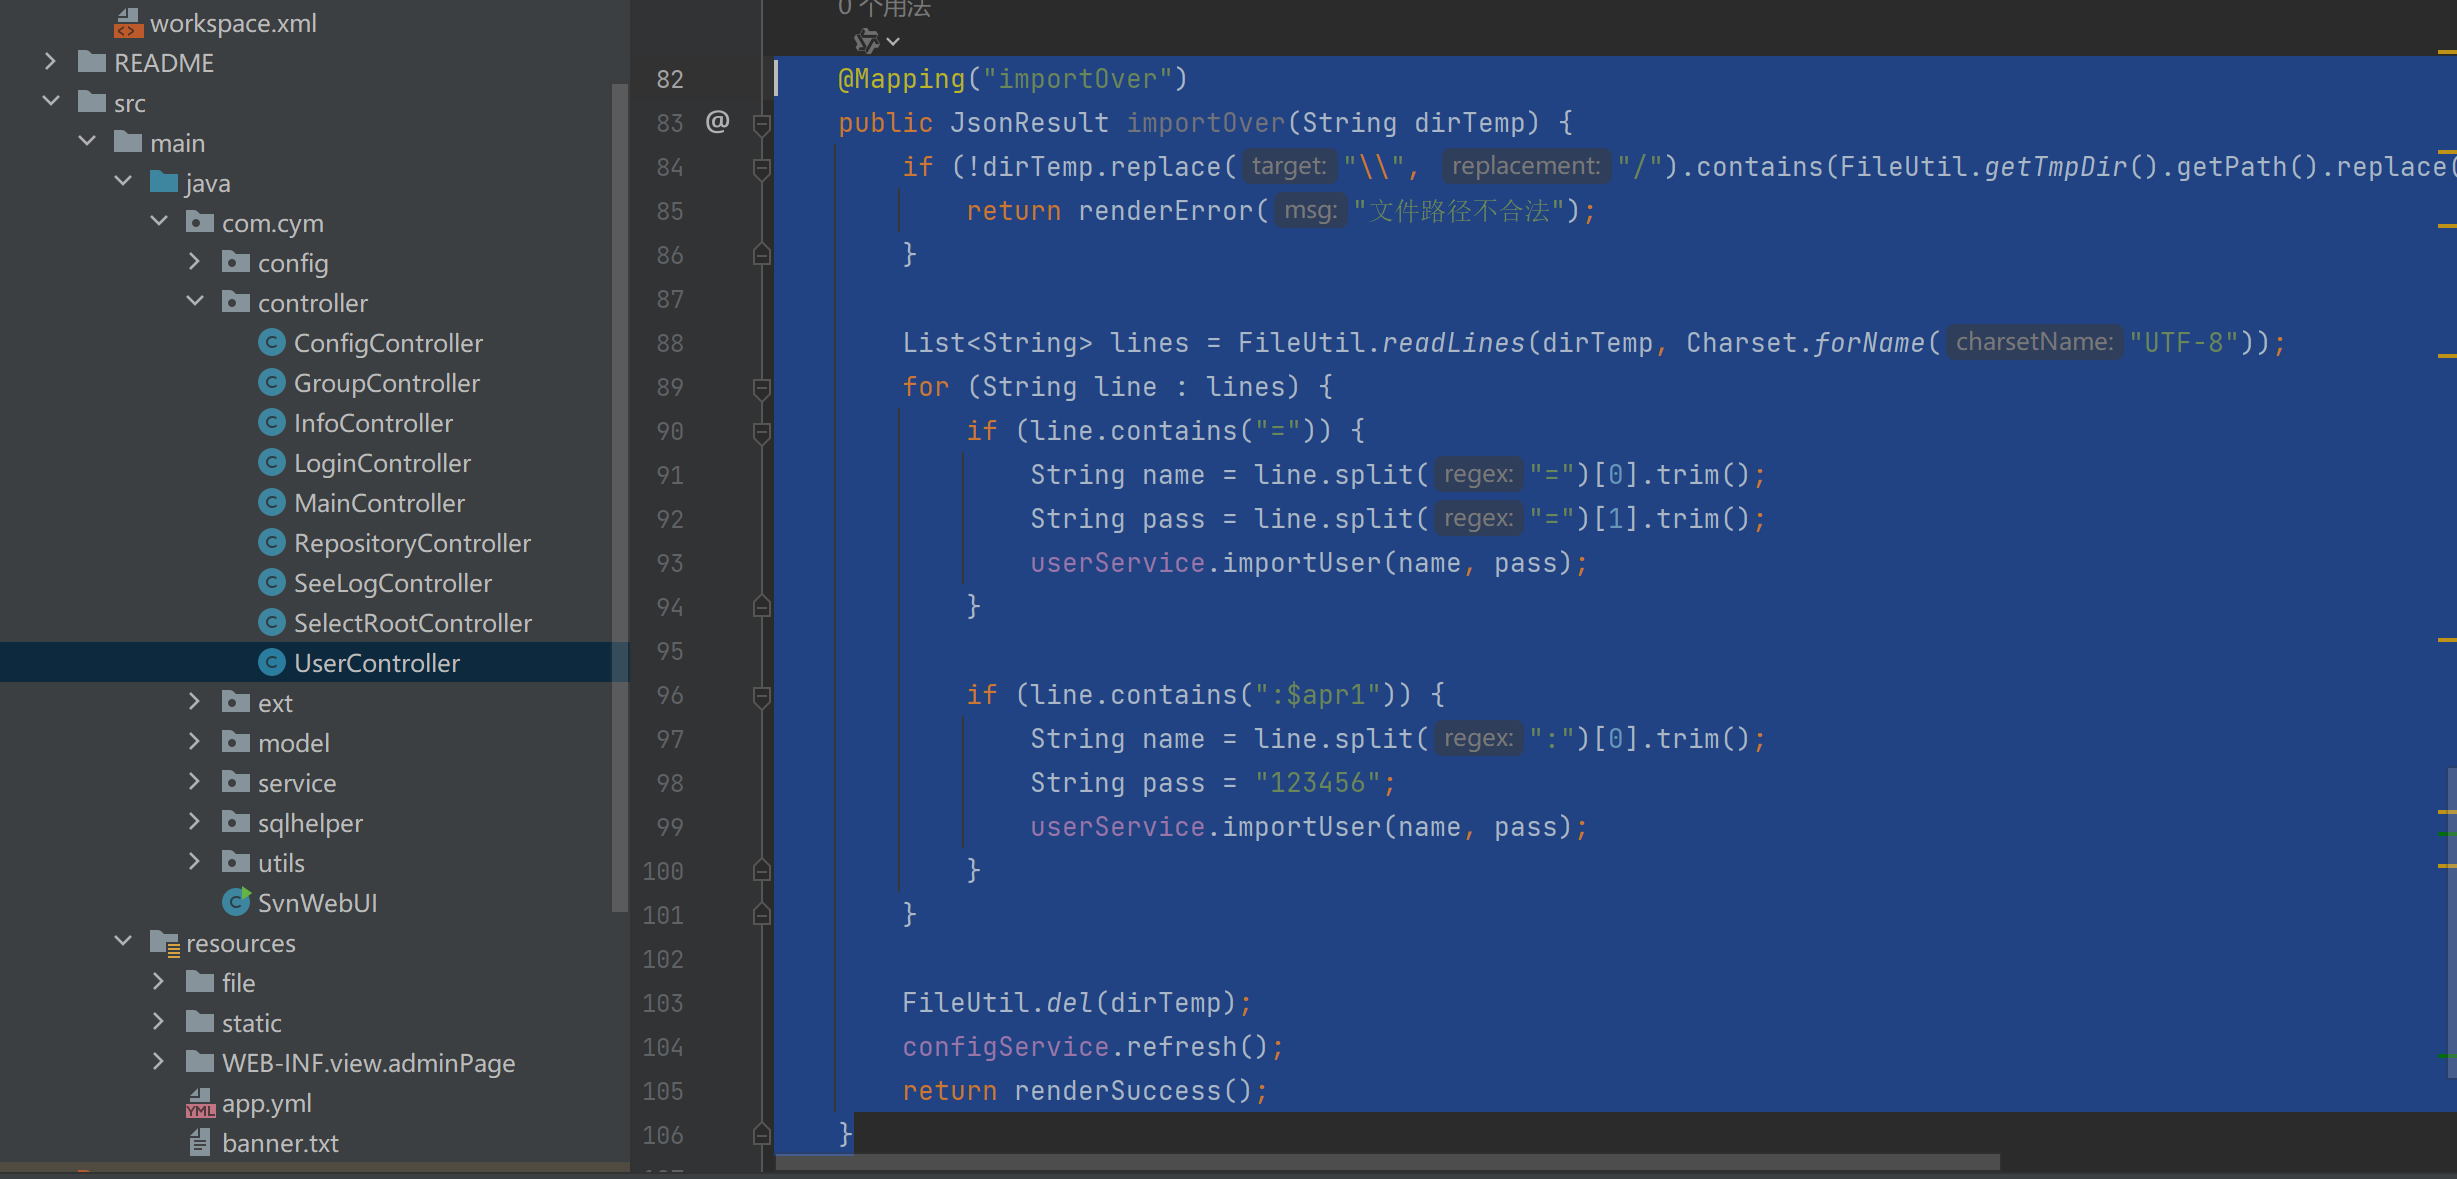 workspace.xml
README
src
main
java
com.cym
config
controller
ConfigController
GroupController
InfoController
LoginController
MainController
RepositoryController
SeeLogController
SelectRootController
UserController
ext
model
service
sqlhelper
utils
SvnWebUI
resources
file
static
WEB-INF.view.adminPage
app.yml
banner.txt
0 个用法
82 @Mapping("importOver")
83 @ public JsonResult importOver(String dirTemp) {
84 if (!dirTemp.replace( target: "\\", replacement: "/").contains(FileUtil.getTmpDir().getPath().replace(
85 return renderError( msg: "文件路径不合法");
86 }
87
88 List<String> lines = FileUtil.readLines(dirTemp, Charset.forName( charsetName: "UTF-8"));
89 for (String line : lines) {
90 if (line.contains("=")) {
91 String name = line.split( regex: "=")[0].trim();
92 String pass = line.split( regex: "=")[1].trim();
93 userService.importUser(name, pass);
94 }
95
96 if (line.contains(":$apr1")) {
97 String name = line.split( regex: ":")[0].trim();
98 String pass = "123456";
99 userService.importUser(name, pass);
100 }
101 }
102
103 FileUtil.del(dirTemp);
104 configService.refresh();
105 return renderSuccess();
106 }